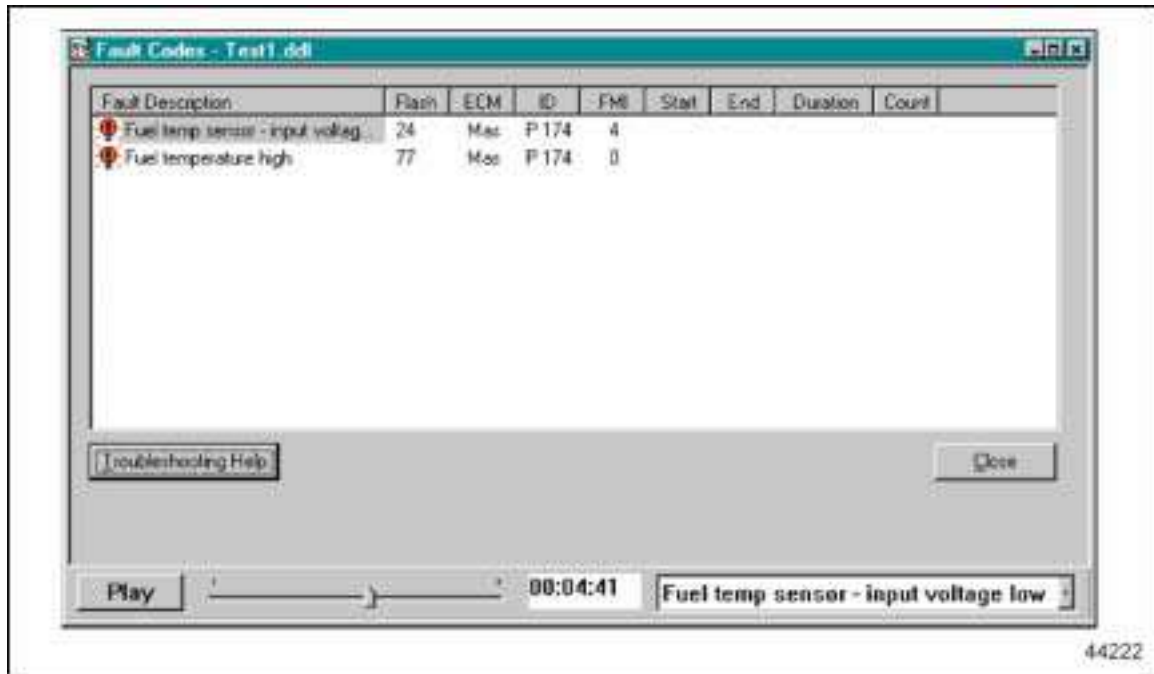 Fault Codes - Test1.ddl
Fault Description Flash ECM ID FMI Start End Duration Count
Fuel temp sensor - input voltag... 24 Mas P 174 4
Fuel temperature high 77 Mas P 174 0
Troubleshooting Help Close
Play 00:04:41 Fuel temp sensor - input voltage low
44222